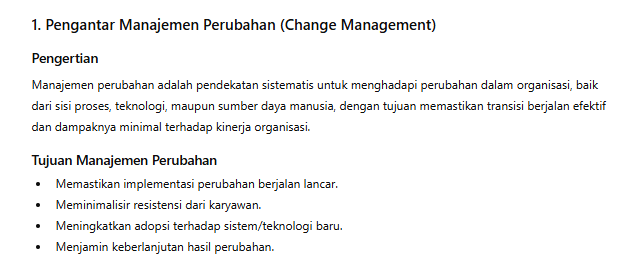 1. Pengantar Manajemen Perubahan (Change Management)
Pengertian
Manajemen perubahan adalah pendekatan sistematis untuk menghadapi perubahan dalam organisasi, baik
dari sisi proses, teknologi, maupun sumber daya manusia, dengan tujuan memastikan transisi berjalan efektif
dan dampaknya minimal terhadap kinerja organisasi.
Tujuan Manajemen Perubahan
• Memastikan implementasi perubahan berjalan lancar.
• Meminimalisir resistensi dari karyawan.
• Meningkatkan adopsi terhadap sistem/teknologi baru.
• Menjamin keberlanjutan hasil perubahan.